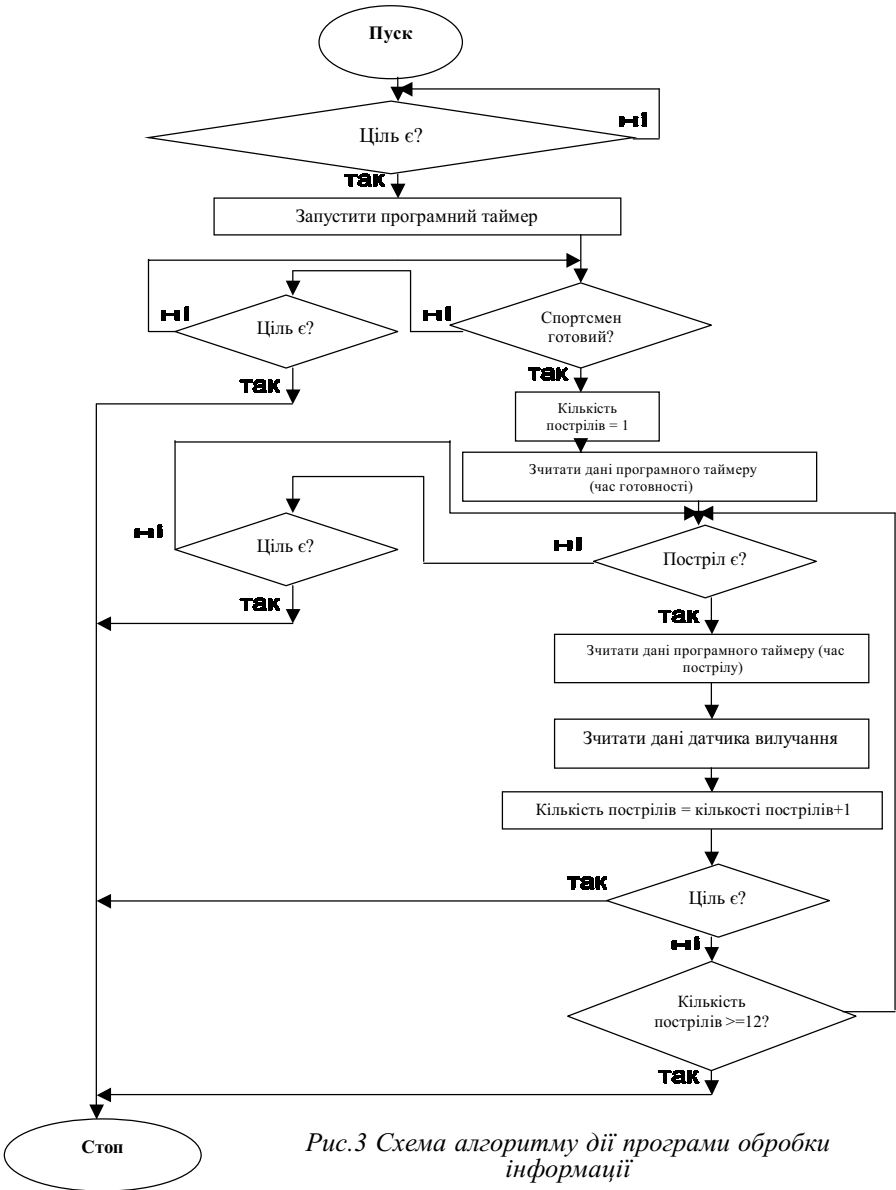 Пуск
Ціль є?
ні
так
Запустити програмний таймер
Ціль є?
ні
ні
Спортсмен
готовий?
так
так
Кількість
пострілів = 1
Зчитати дані програмного таймеру
(час готовності)
ні
Ціль є?
ні
Постріл є?
так
так
Зчитати дані програмного таймеру (час
пострілу)
Зчитати дані датчика вилучання
Кількість пострілів = кількості пострілів+1
так
Ціль є?
ні
Кількість
пострілів >=12?
так
Стоп
Рис.3 Схема алгоритму дії програми обробки
інформації